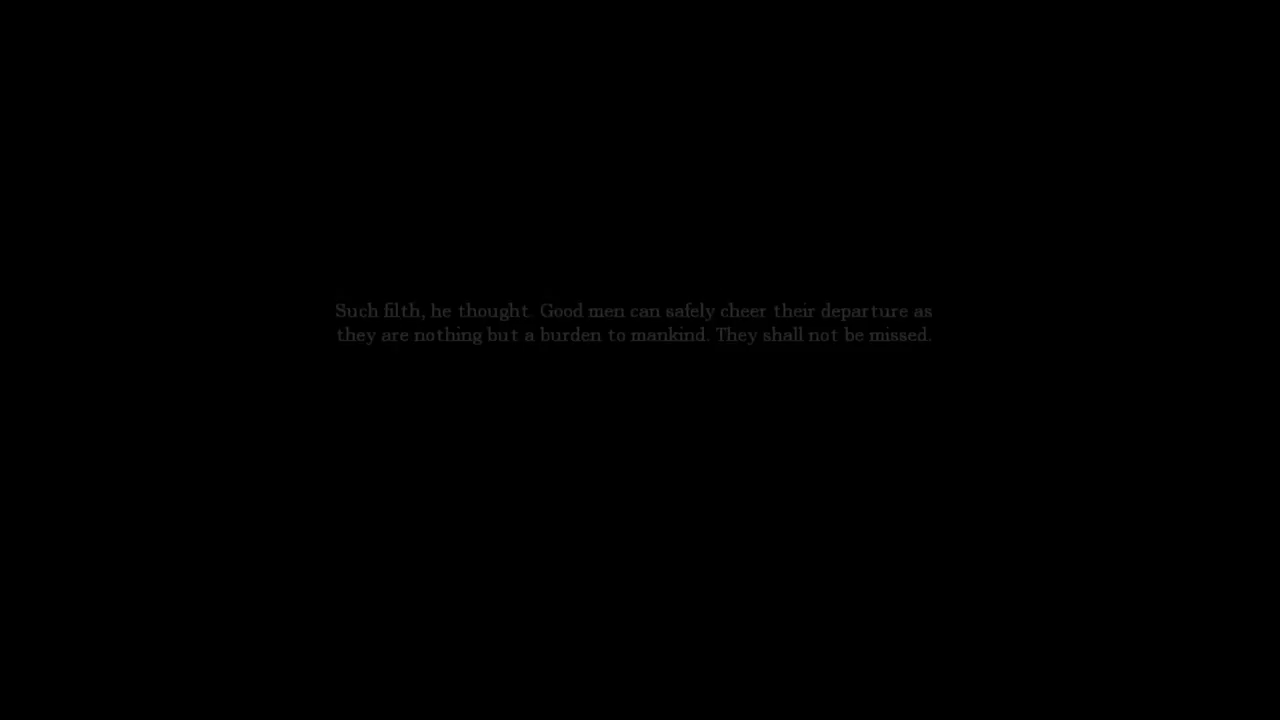 Such filth, he thought. Good men can safely cheer their departure as
they are nothing but a burden to mankind. They shall not be missed.